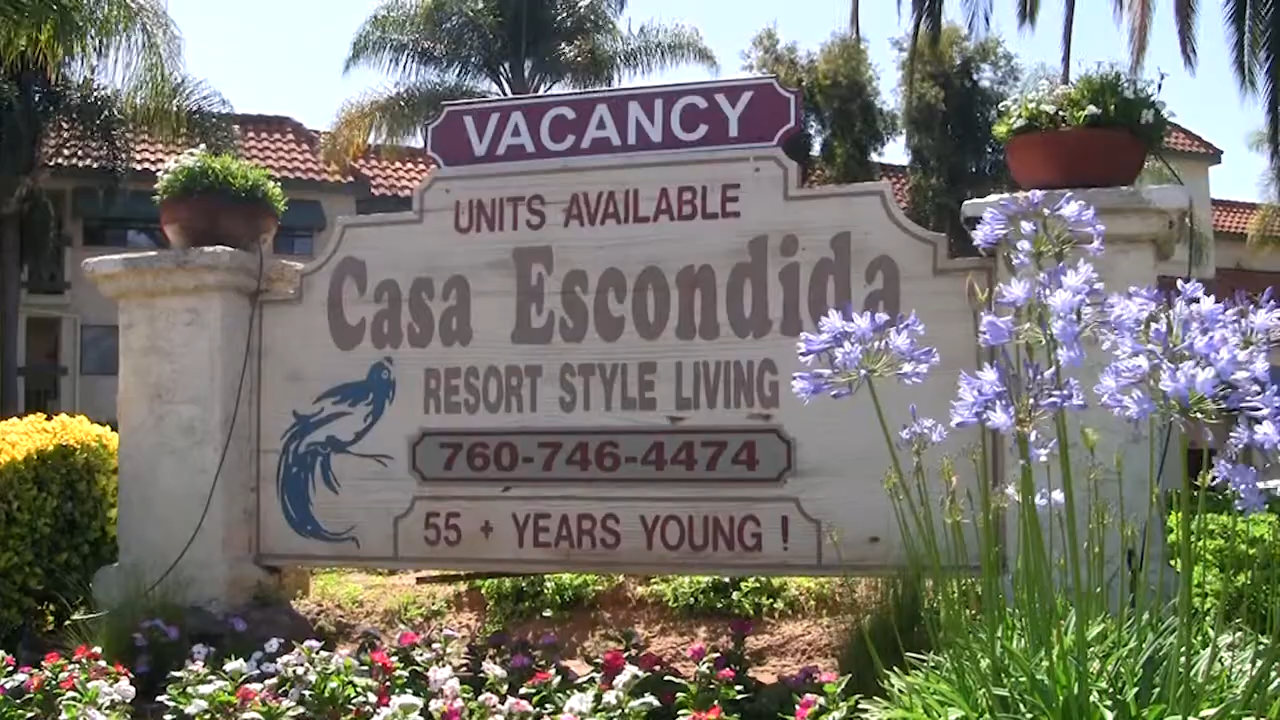 VACANCY
UNITS AVAILABLE
Casa Escondida
RESORT STYLE LIVING
760-746-4474
55 + YEARS YOUNG !